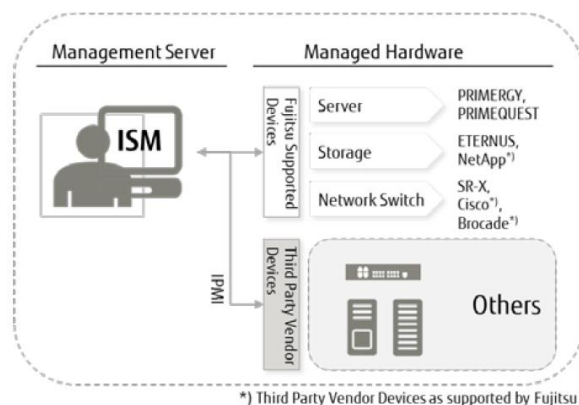 Management Server
Managed Hardware
ISM
Fujitsu Supported
Devices
Server
PRIMERGY,
PRIMEQUEST
Storage
ETERNUS,
NetApp*)
Network Switch
SR-X,
Cisco*),
Brocade*)
IPMI
Third Party Vendor
Devices
Others
*) Third Party Vendor Devices as supported by Fujitsu